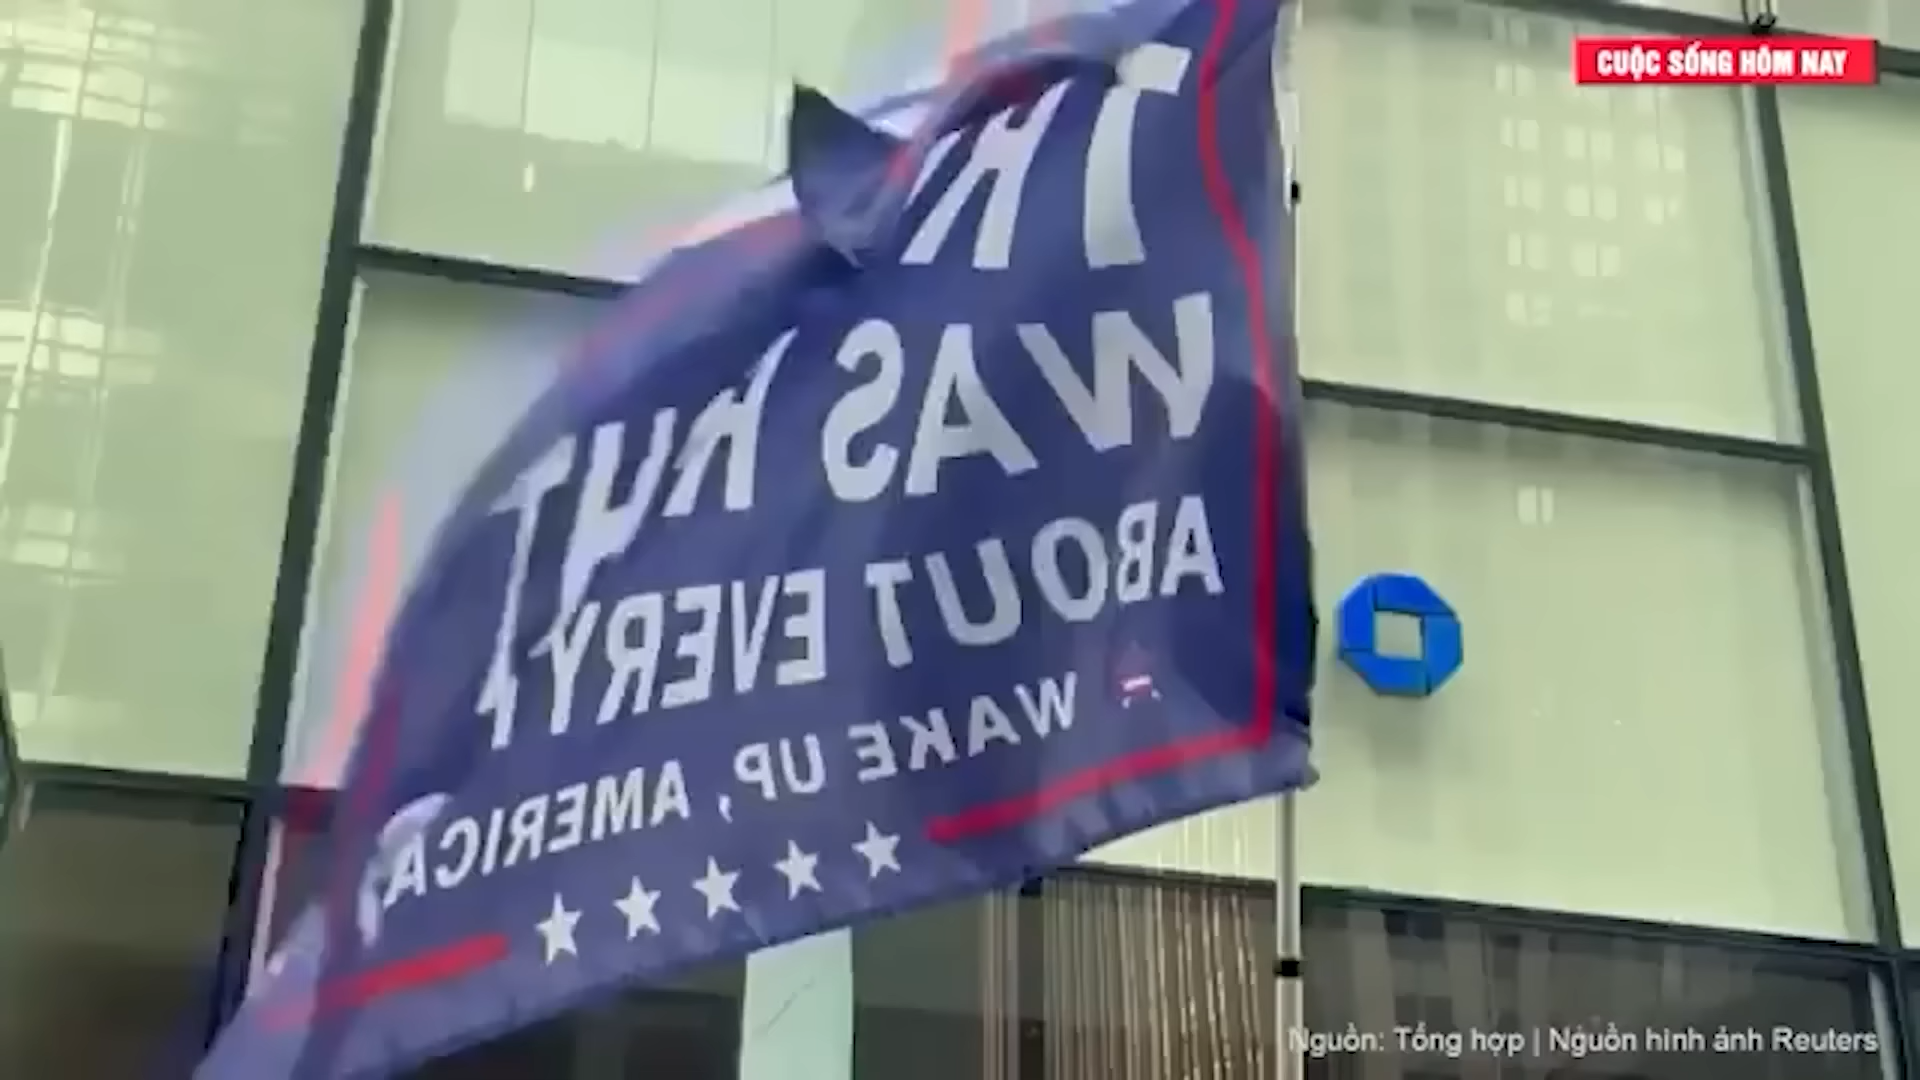 CUỘC SỐNG HÔM NAY
WAS
ABOUT EVERY
WAKE UP, AMERICA
Nguồn: Tổng hợp | Nguồn hình ảnh Reuters